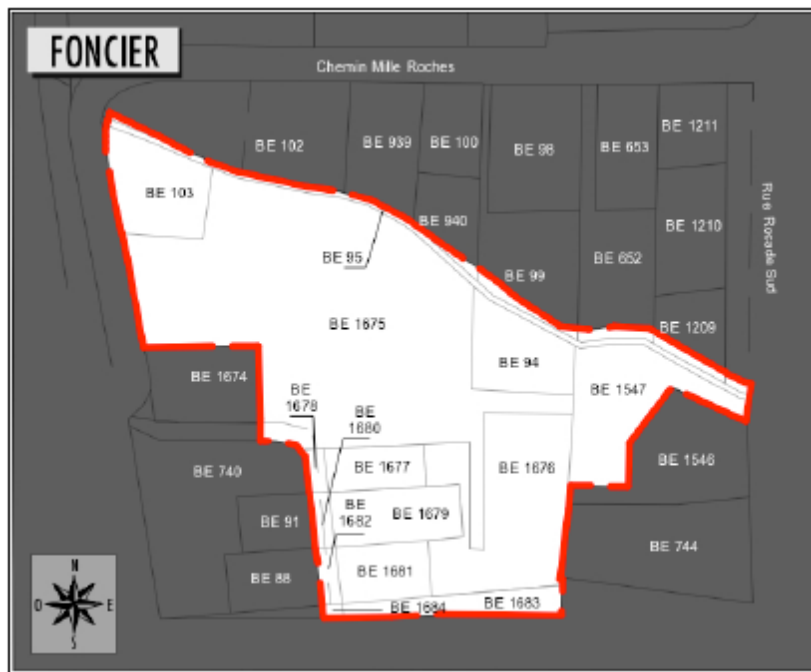 FONCIER
Chemin Mille Roches
BE 1211
BE 102
BE 939
BE 100
BE 98
BE 653
BE 103
Rue Rocade Sud
BE 940
BE 1210
BE 95
BE 99
BE 652
BE 1675
BE 1209
BE 94
BE 1674
BE 1547
BE
1678
BE
1680
BE 740
BE 1677
BE 1676
BE 1546
BE 91
BE
1682
BE 1679
BE 744
BE 88
BE 1681
BE 1684
BE 1683
N
O
E
S